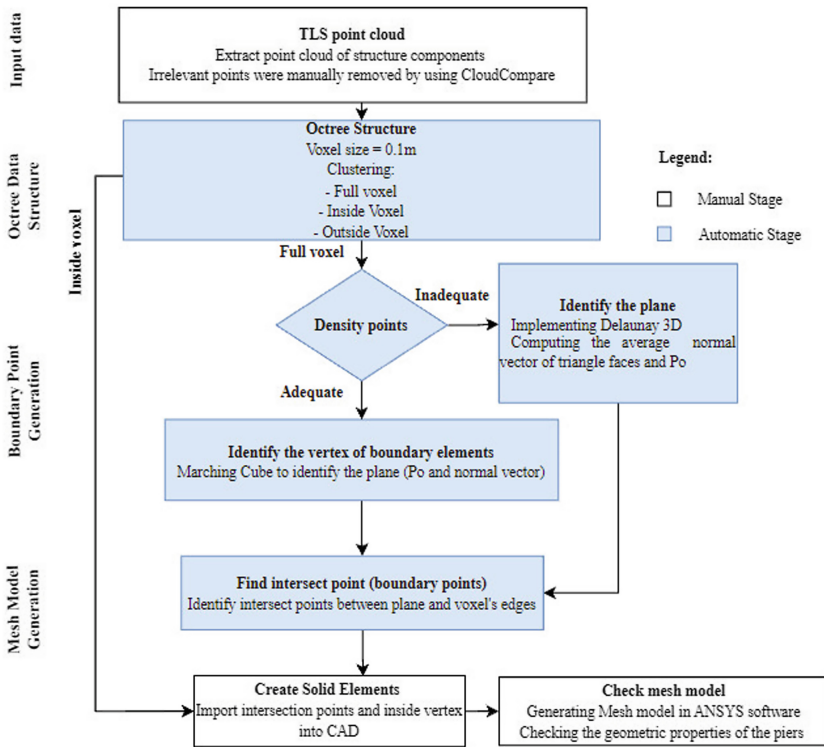 Input data
TLS point cloud
Extract point cloud of structure components
Irrelevant points were manually removed by using CloudCompare
Octree Data
Structure
Octree Structure
Voxel size = 0.1m
Clustering:
- Full voxel
- Inside Voxel
- Outside Voxel
Legend:
Manual Stage
Automatic Stage
Inside voxel
Full voxel
Boundary Point
Generation
Density points
Inadequate
Identify the plane
Implementing Delaunay 3D
Computing the average normal
vector of triangle faces and Po
Adequate
Identify the vertex of boundary elements
Marching Cube to identify the plane (Po and normal vector)
Mesh Model
Generation
Find intersect point (boundary points)
Identify intersect points between plane and voxel's edges
Create Solid Elements
Import intersection points and inside vertex
into CAD
Check mesh model
Generating Mesh model in ANSYS software
Checking the geometric properties of the piers